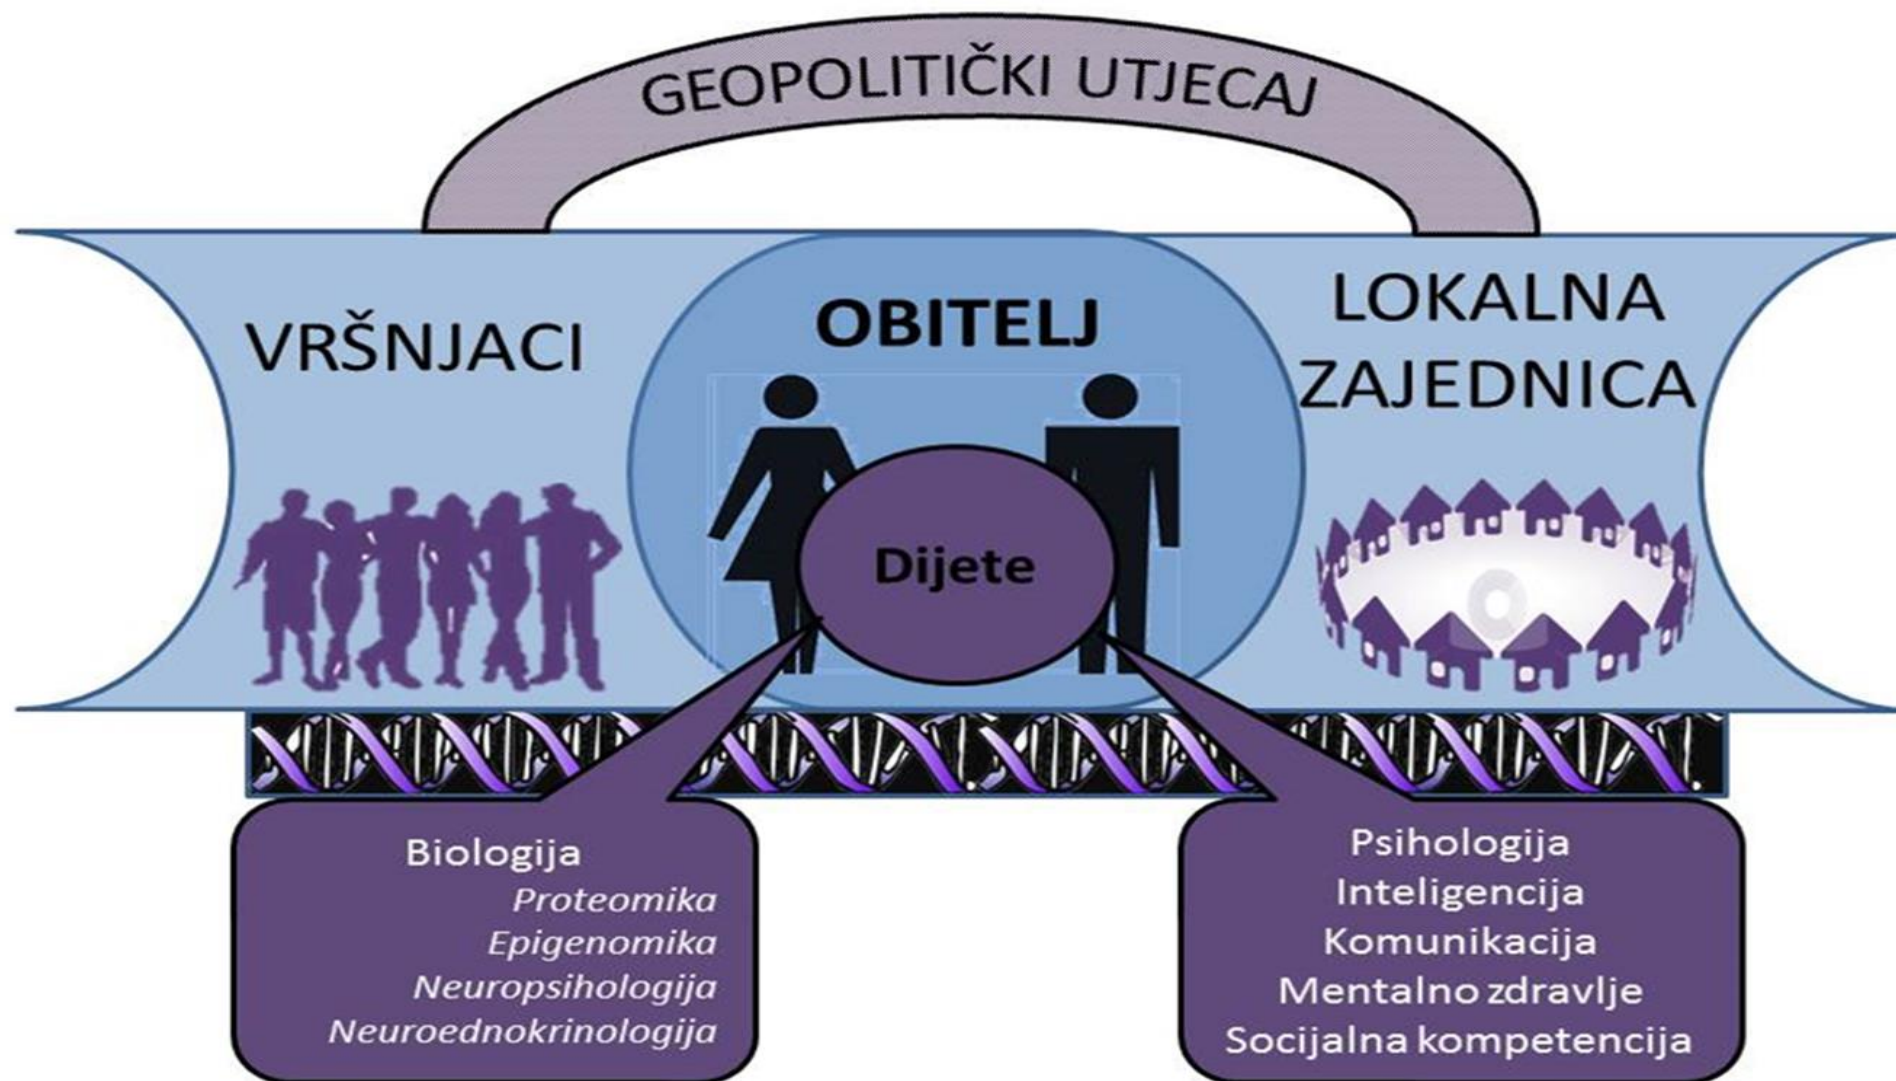 GEOPOLITIČKI UTJECAJ
VRŠNJACI
OBITELJ
LOKALNA
ZAJEDNICA
Dijete
Biologija
Proteomika
Epigenomika
Neuropsihologija
Neuroednokrinologija
Psihologija
Inteligencija
Komunikacija
Mentalno zdravlje
Socijalna kompetencija